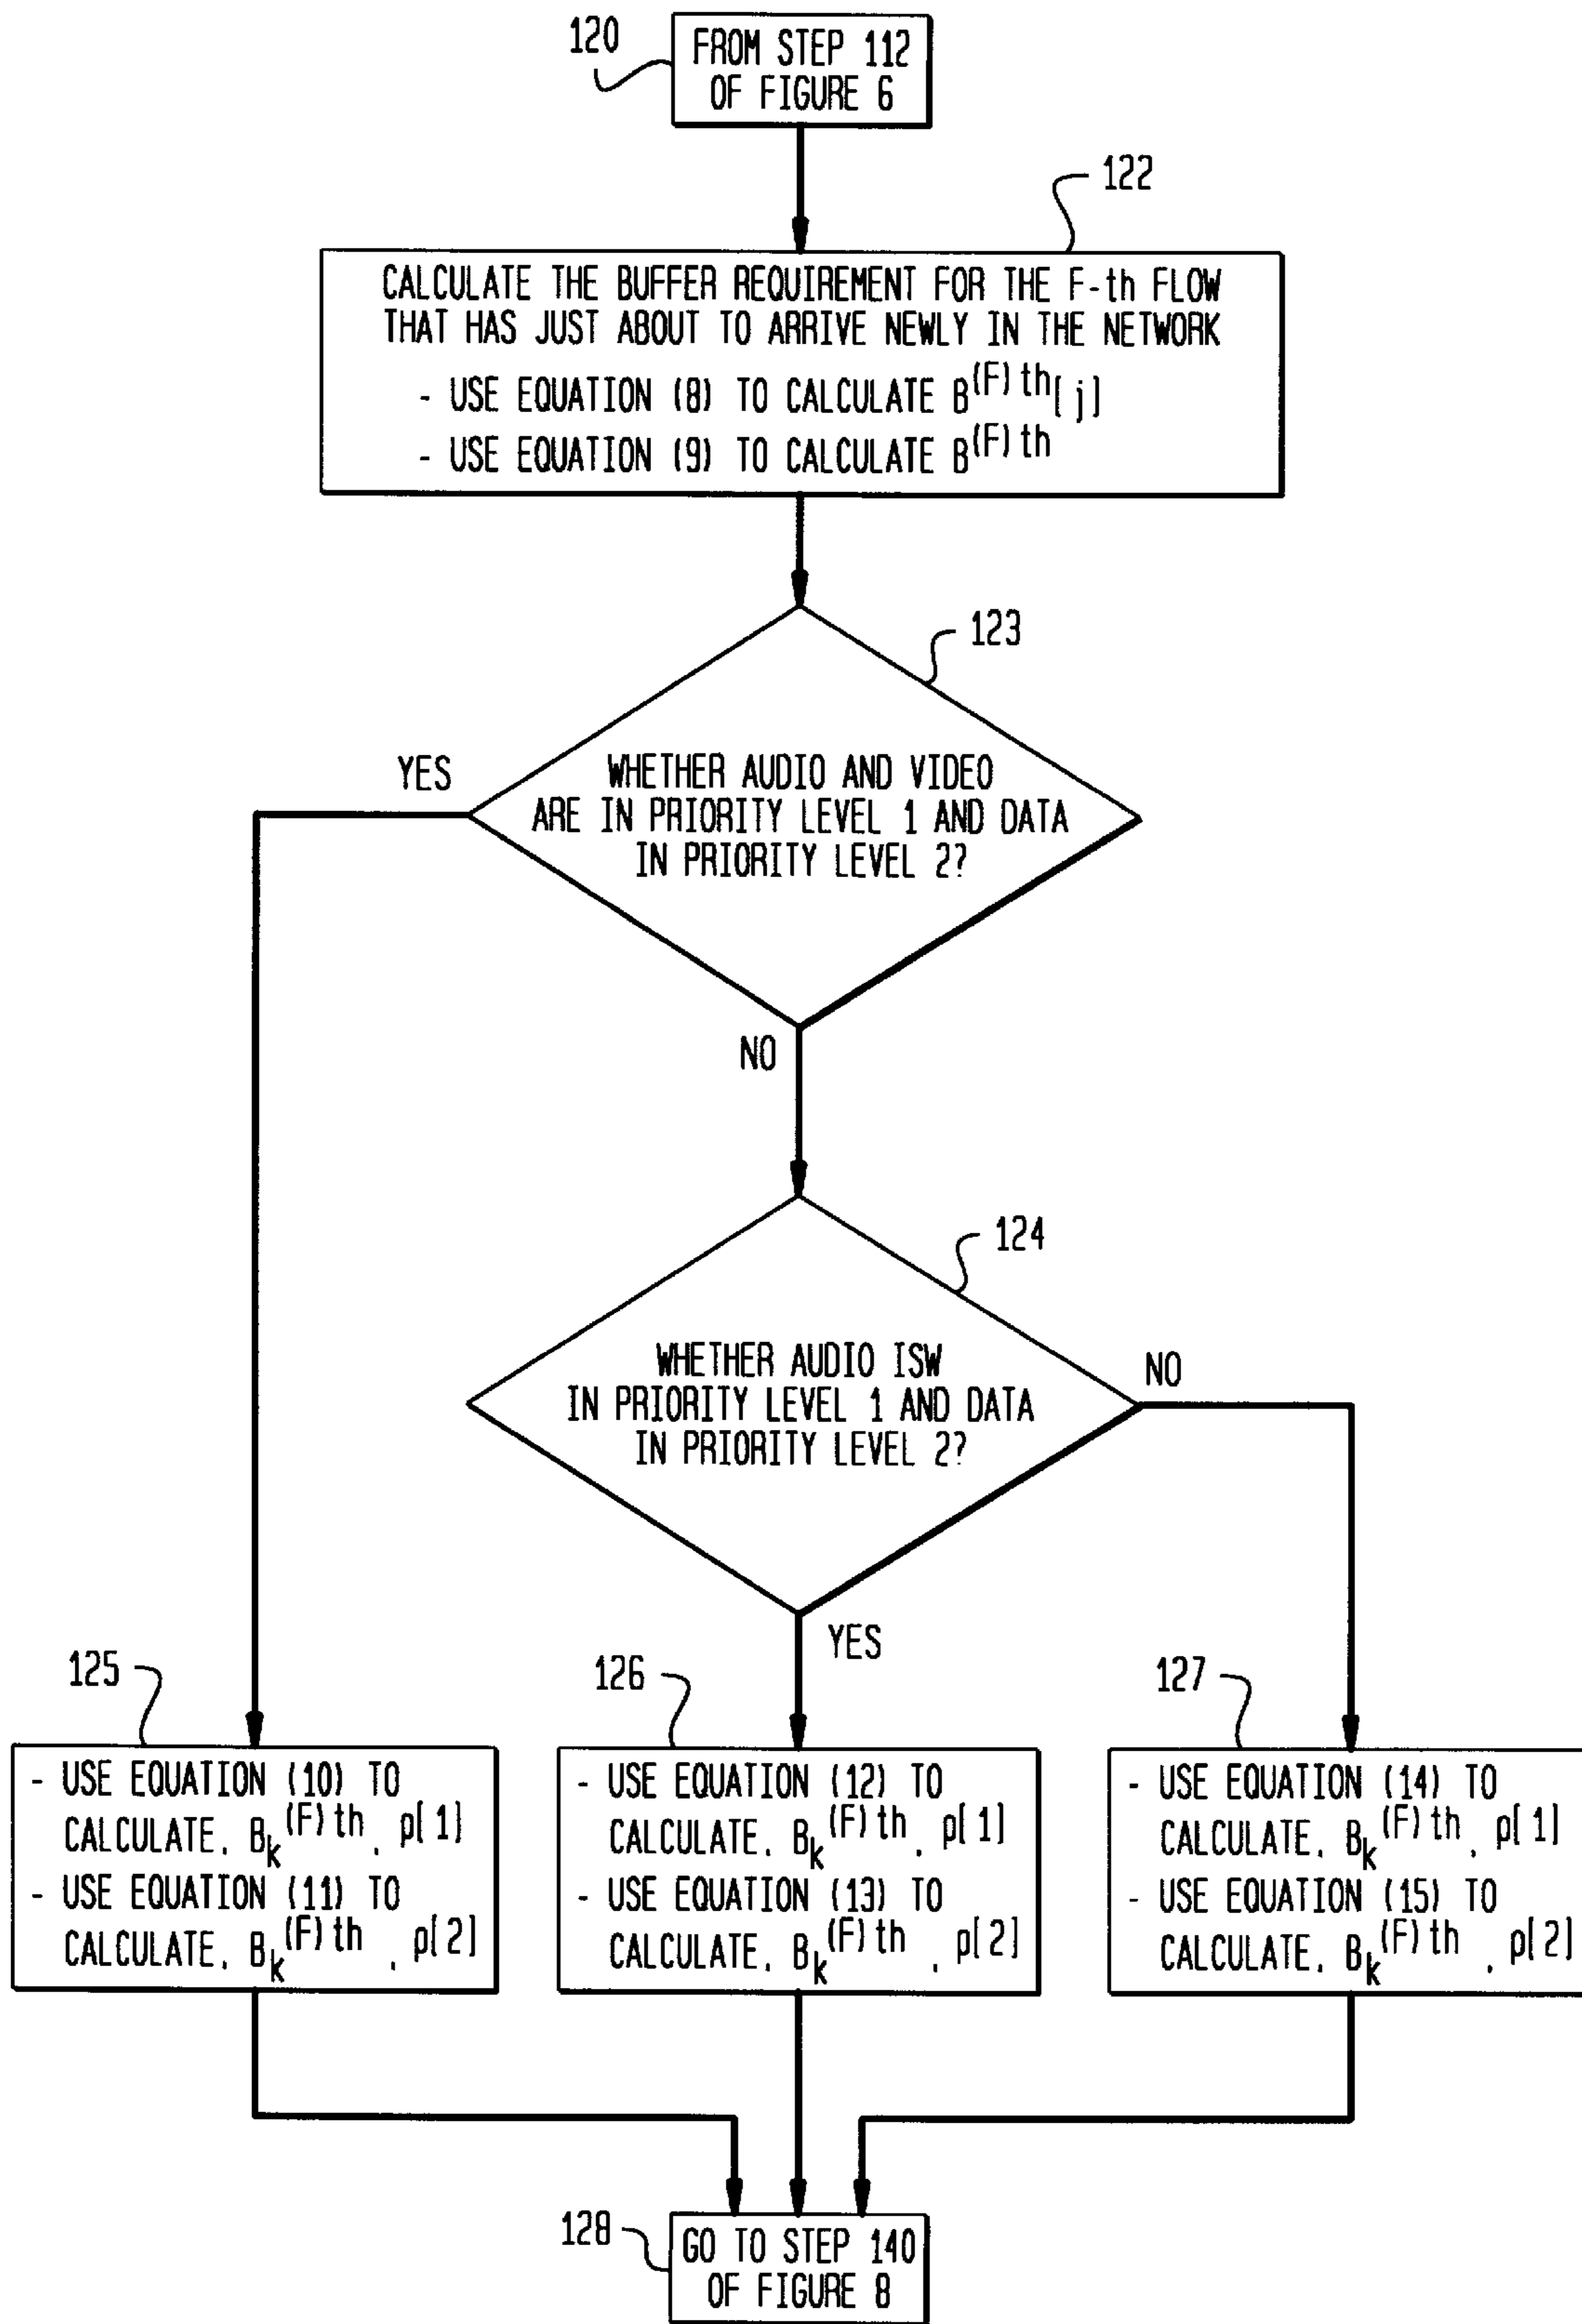 120
FROM STEP 112
OF FIGURE 6
122
CALCULATE THE BUFFER REQUIREMENT FOR THE F-th FLOW
THAT HAS JUST ABOUT TO ARRIVE NEWLY IN THE NETWORK
- USE EQUATION (8) TO CALCULATE B^(F) th[j]
- USE EQUATION (9) TO CALCULATE B^(F) th
123
YES
WHETHER AUDIO AND VIDEO
ARE IN PRIORITY LEVEL 1 AND DATA
IN PRIORITY LEVEL 2?
NO
124
WHETHER AUDIO ISW
IN PRIORITY LEVEL 1 AND DATA
IN PRIORITY LEVEL 2?
NO
YES
125
- USE EQUATION (10) TO
CALCULATE, B_k^(F) th, p[1]
- USE EQUATION (11) TO
CALCULATE, B_k^(F) th, p[2]
126
- USE EQUATION (12) TO
CALCULATE, B_k^(F) th, p[1]
- USE EQUATION (13) TO
CALCULATE, B_k^(F) th, p[2]
127
- USE EQUATION (14) TO
CALCULATE, B_k^(F) th, p[1]
- USE EQUATION (15) TO
CALCULATE, B_k^(F) th, p[2]
128
GO TO STEP 140
OF FIGURE 8